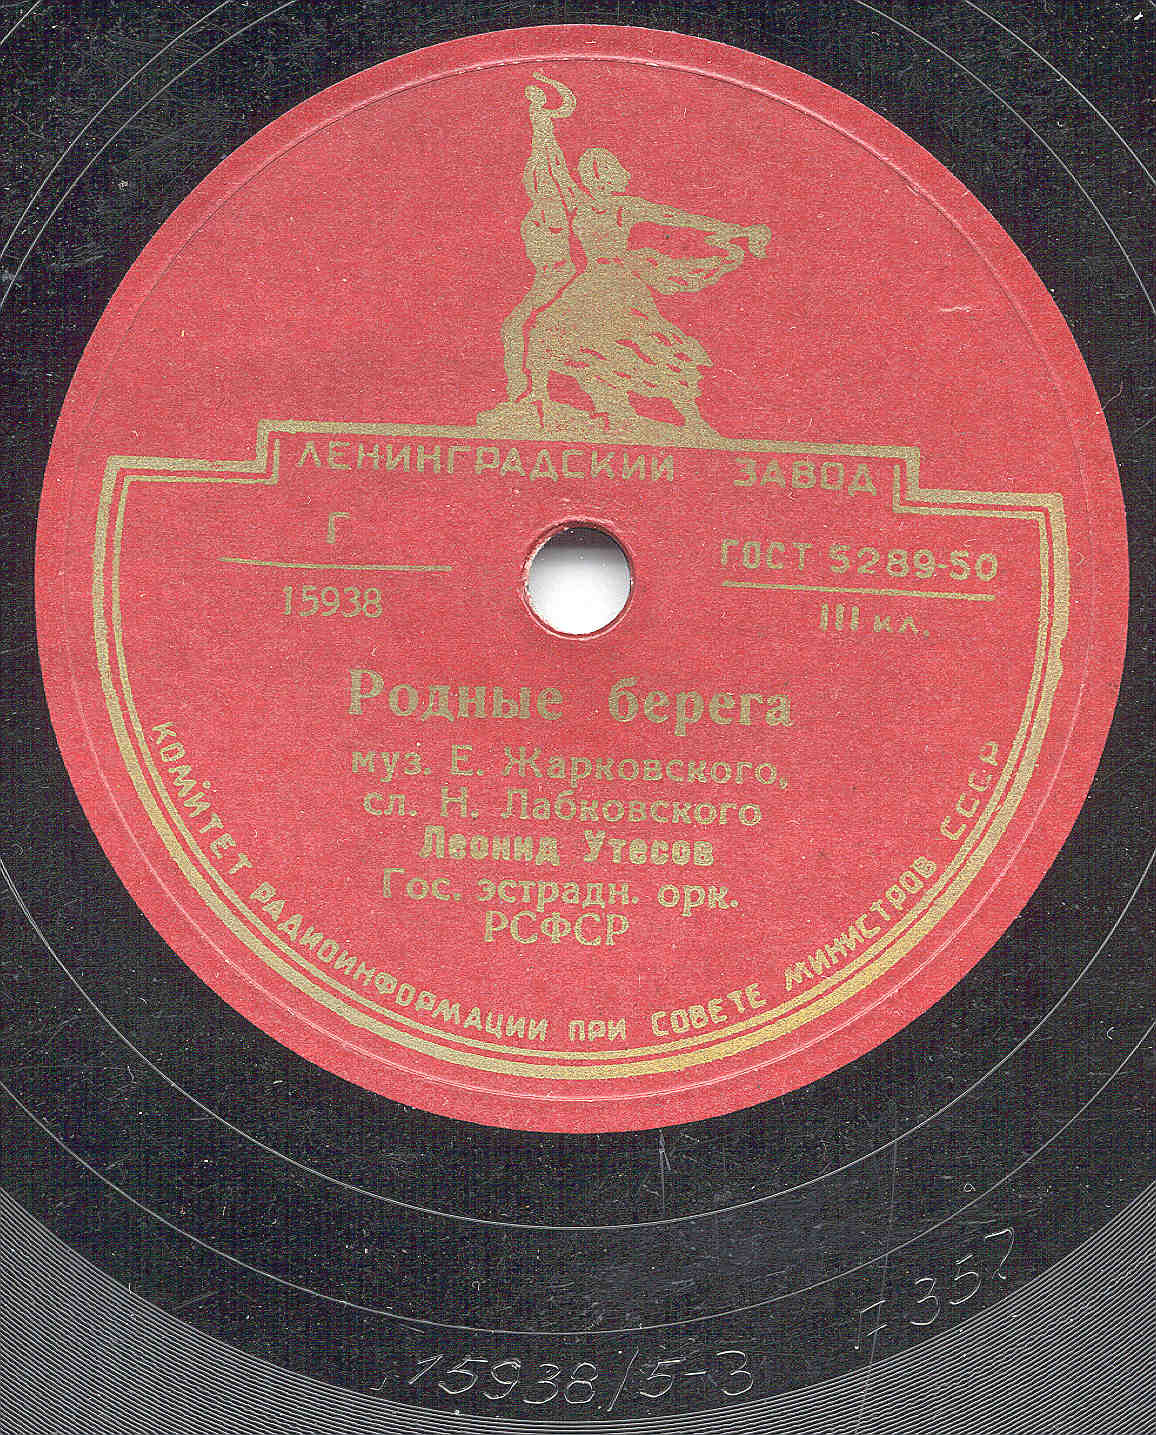 ЛЕНИНГРАДСКИЙ ЗАВОД
Г
15938
ГОСТ 5289-50
III кл.
Родные берега
муз. Е. Жарковского,
сл. Н. Лабковского
Леонид Утесов
Гос. эстрадн. орк.
РСФСР
КОМИТЕТ РАДИОИНФОРМАЦИИ ПРИ СОВЕТЕ МИНИСТРОВ СССР
15938/5-3